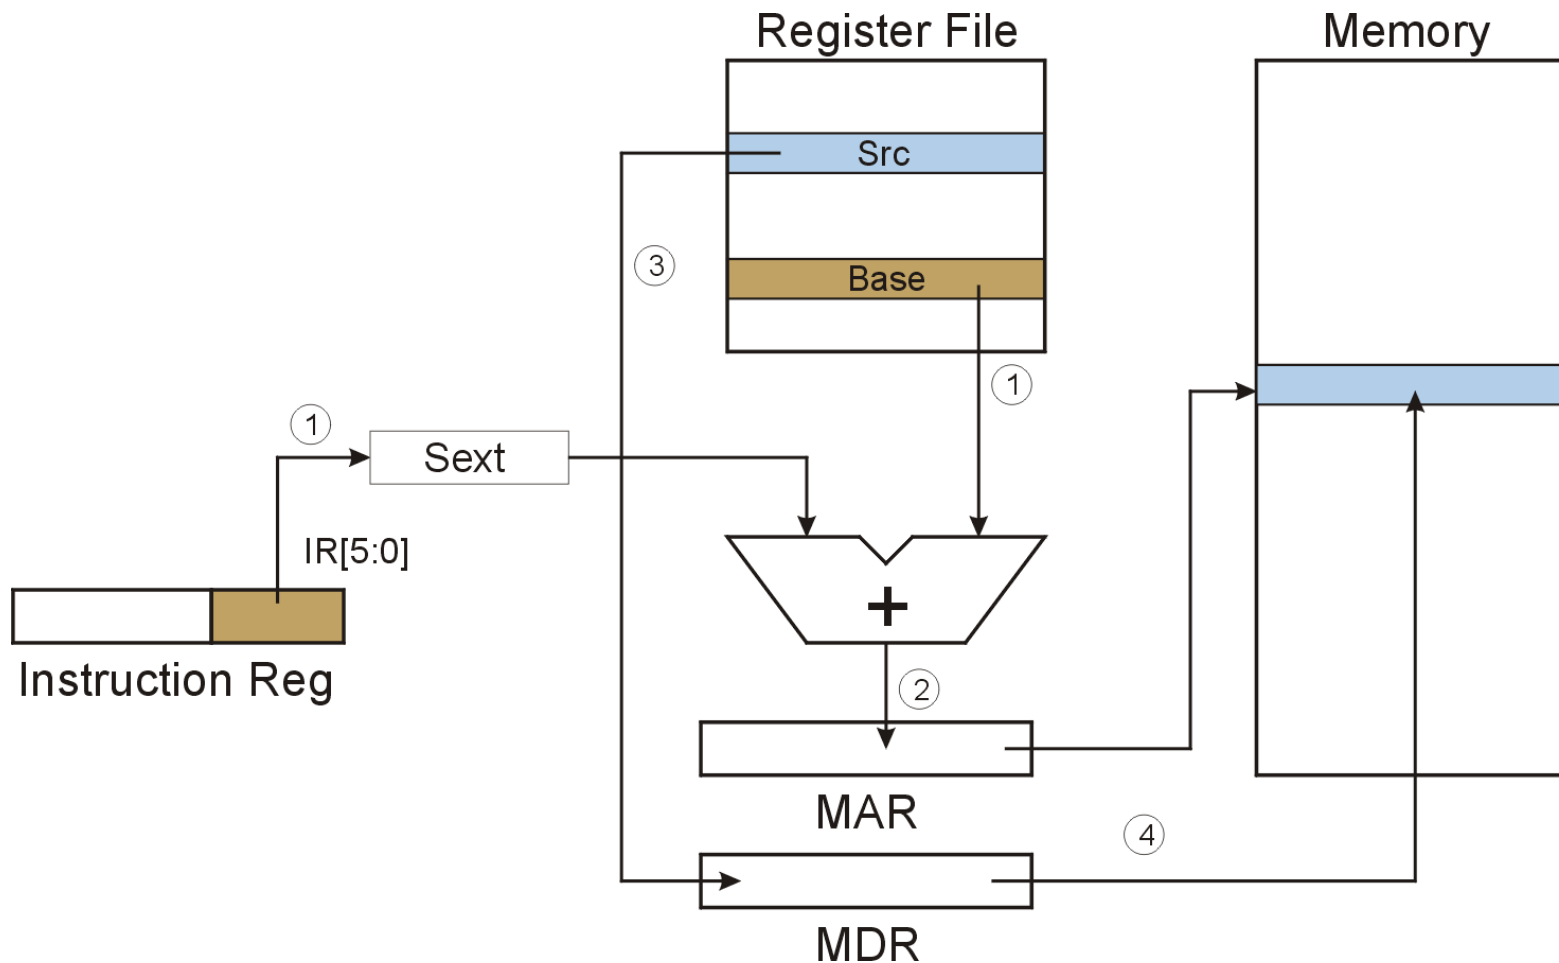 Register File
Memory
Src
3
Base
1
1
Sext
IR[5:0]
+
Instruction Reg
2
MAR
4
MDR